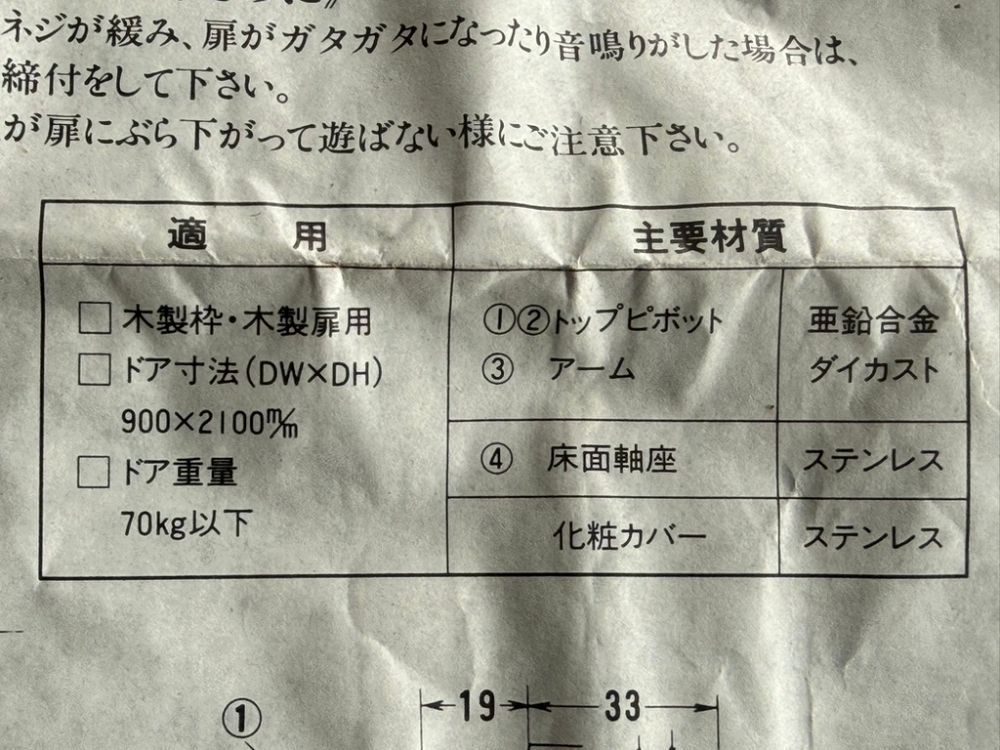 ネジが緩み、扉がガタガタになったり音鳴りがした場合は、
締付をして下さい。
が扉にぶら下がって遊ばない様にご注意下さい。
適 用
主要材質
□ 木製枠・木製扉用
□ ドア寸法(DW×DH)
900×2100m/m
□ ドア重量
70kg以下
①②トップピボット
③ アーム
亜鉛合金
ダイカスト
④ 床面軸座
ステンレス
化粧カバー
ステンレス
①
19
33